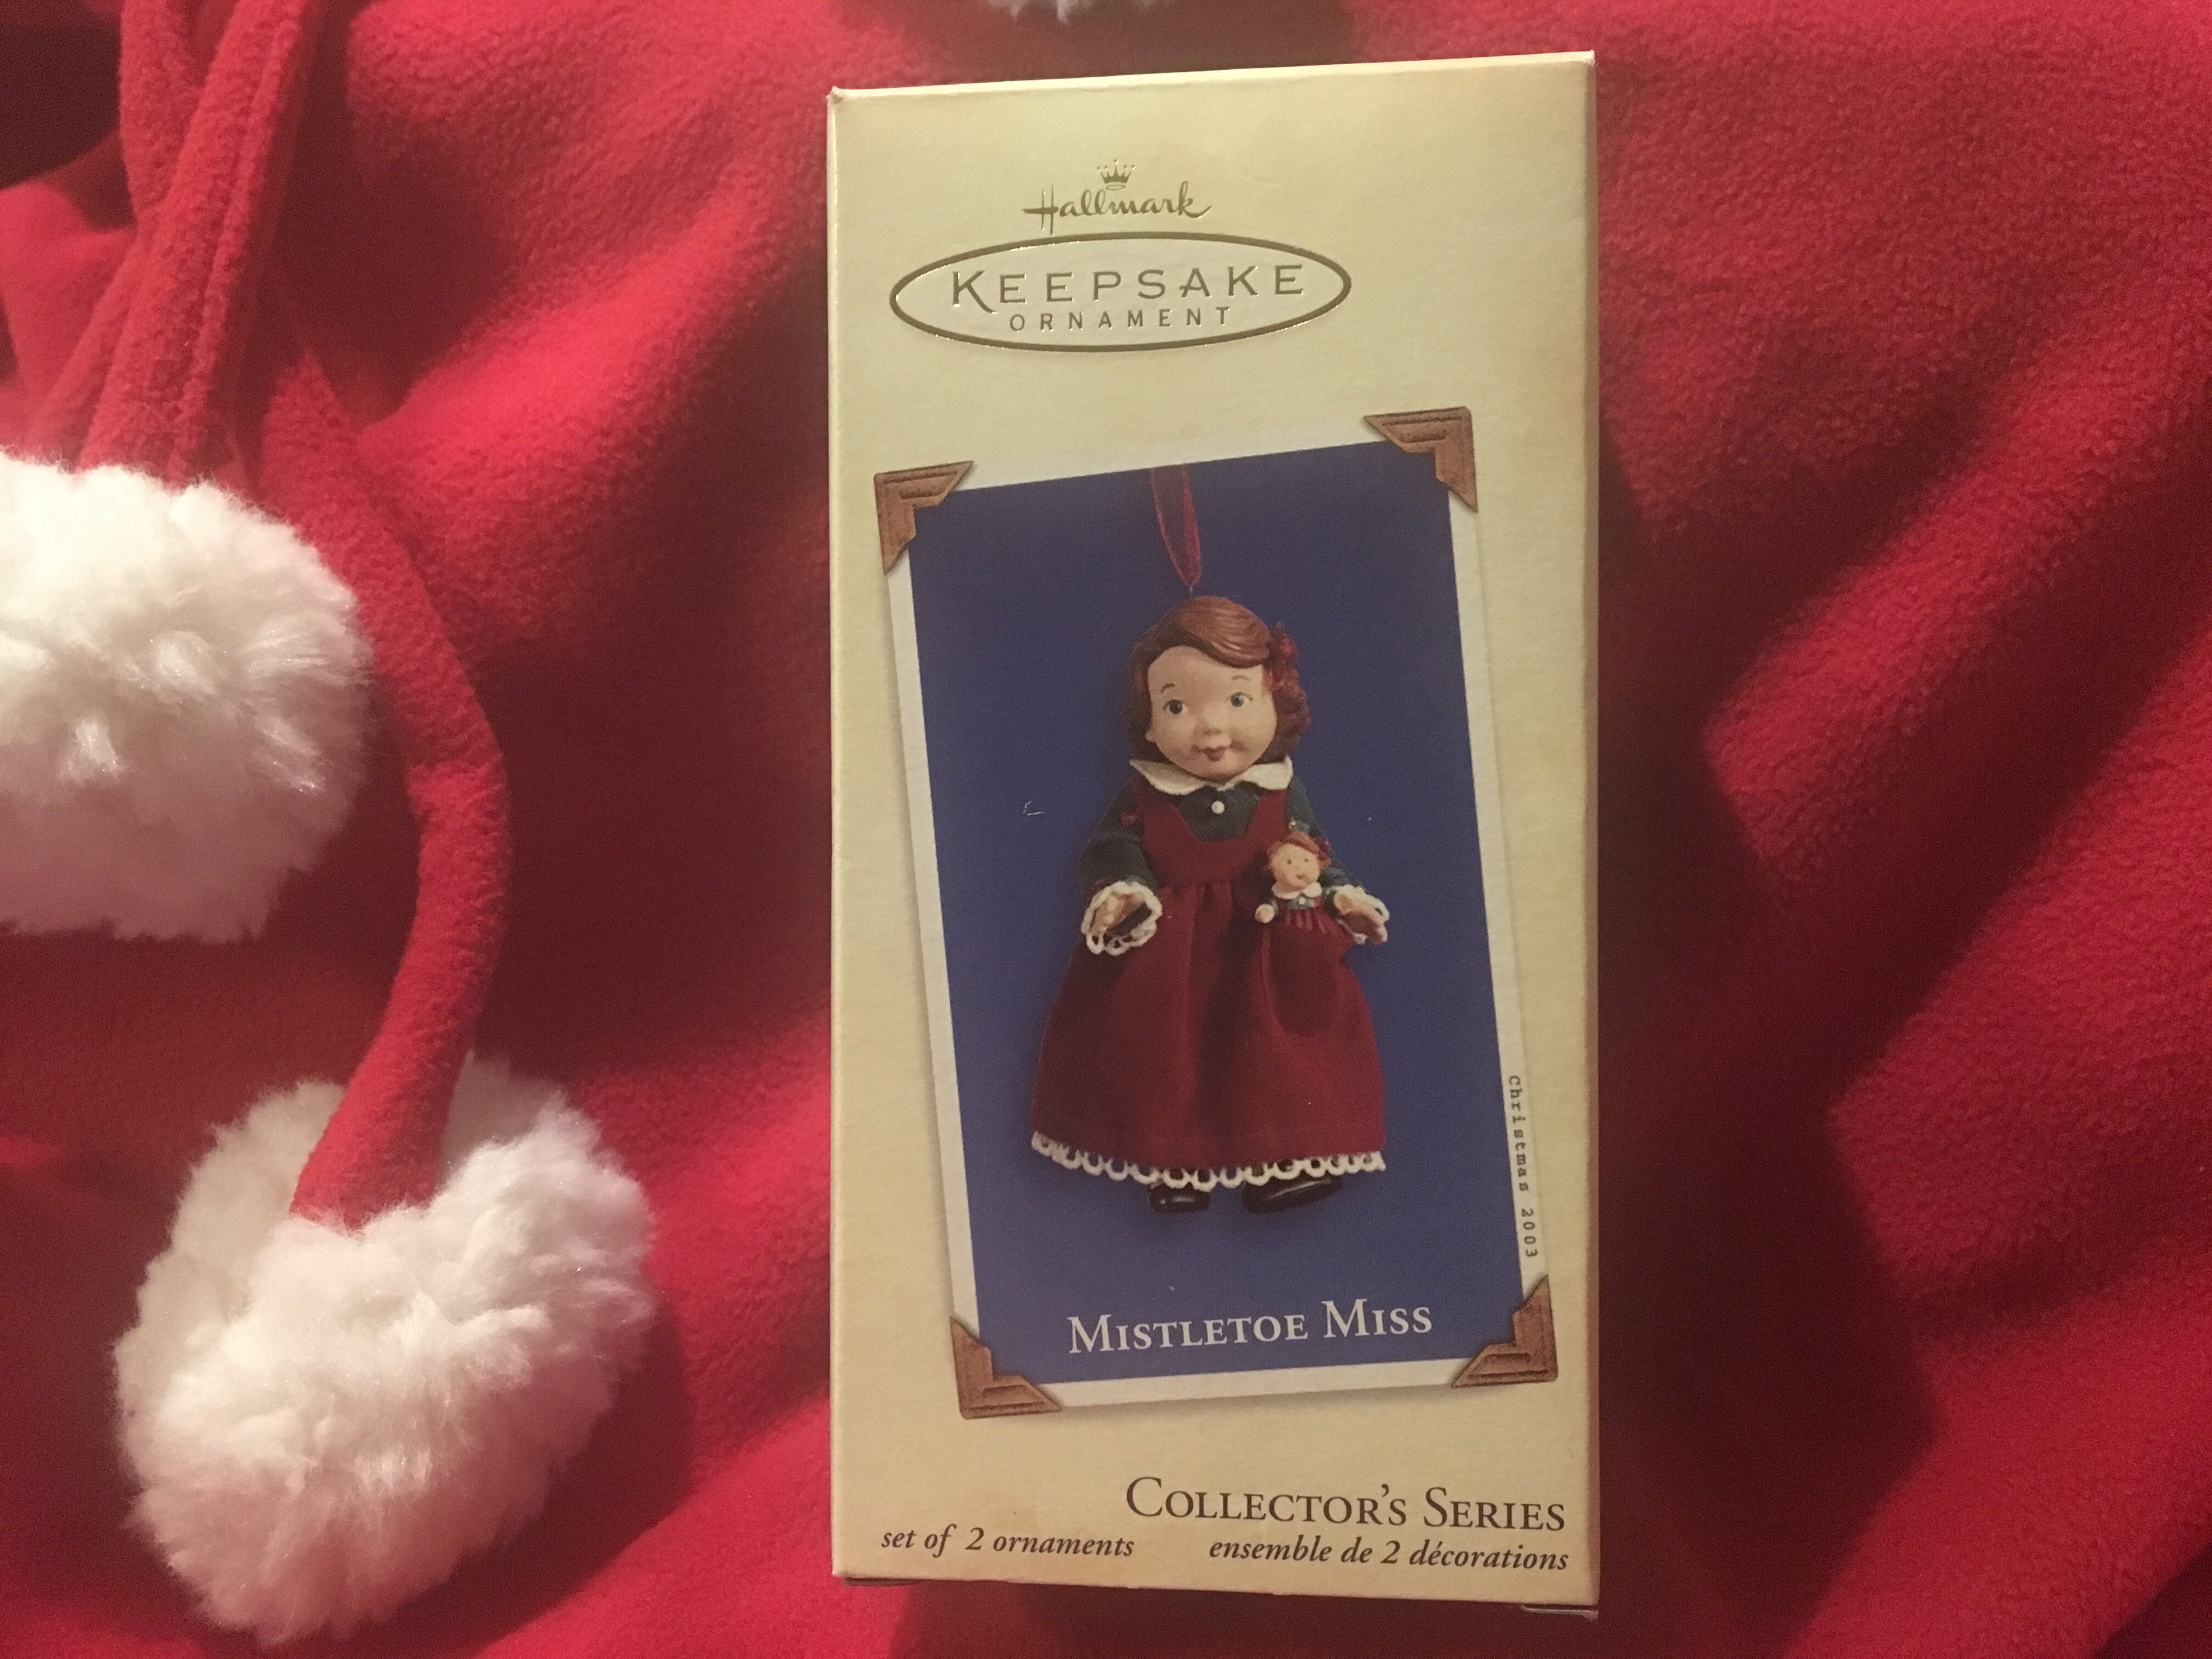 Hallmark
KEEPSAKE
ORNAMENT
Christmas 2003
MISTLETOE MISS
COLLECTOR'S SERIES
set of 2 ornaments
ensemble de 2 décorations